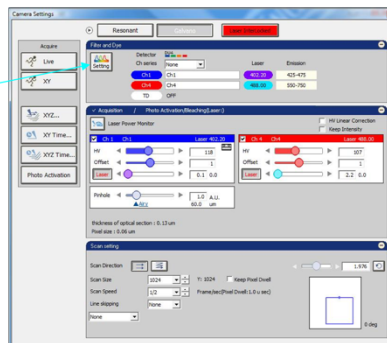 Camera Settings
Resonant
Galvano
Laser Interlocked
Acquire
Live
XY
XYZ...
XY Time...
XYZ Time...
Photo Activation
Filter and Dye
Setting
Detector
Ch series None
Laser Emission
Ch1 Ch1 402.20 425-475
Ch4 Ch4 488.00 550-750
TD OFF
Acquisition / Photo Activation/Bleaching(Laser:)
Laser Power Monitor
HV Linear Correction
Keep Intensity
Ch 1 Ch1 Laser 402.20
HV 118
Offset 0
Laser 0.1 0.0
Ch 4 Ch4 Laser 488.00
HV 107
Offset 0
Laser 2.2 0.0
Pinhole 1.0 A.U.
Airy 60.0 um
thickness of optical section : 0.13 um
Pixel size : 0.06 um
Scan setting
Scan Direction
1.976
Scan Size 1024 Y: 1024 Keep Pixel Dwell
Scan Speed 1/2 Frame/sec(Pixel Dwell:1.0 u sec)
Line skipping None
None
0 deg